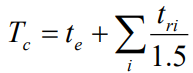 T_c = t_e + \sum_i \frac{t_{ri}}{1.5}